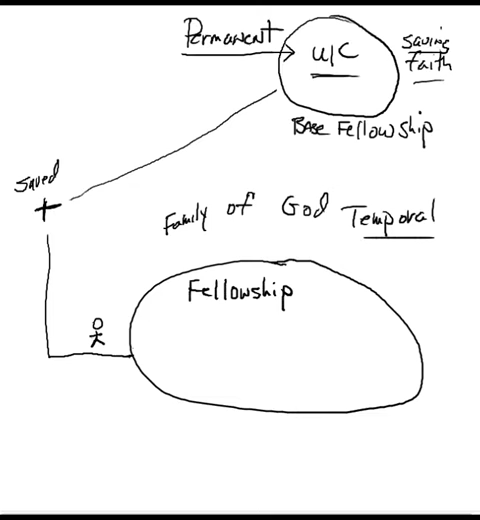 Permanent
U/C
Saving
faith
Base Fellowship
Saved
Family of God Temporal
Fellowship